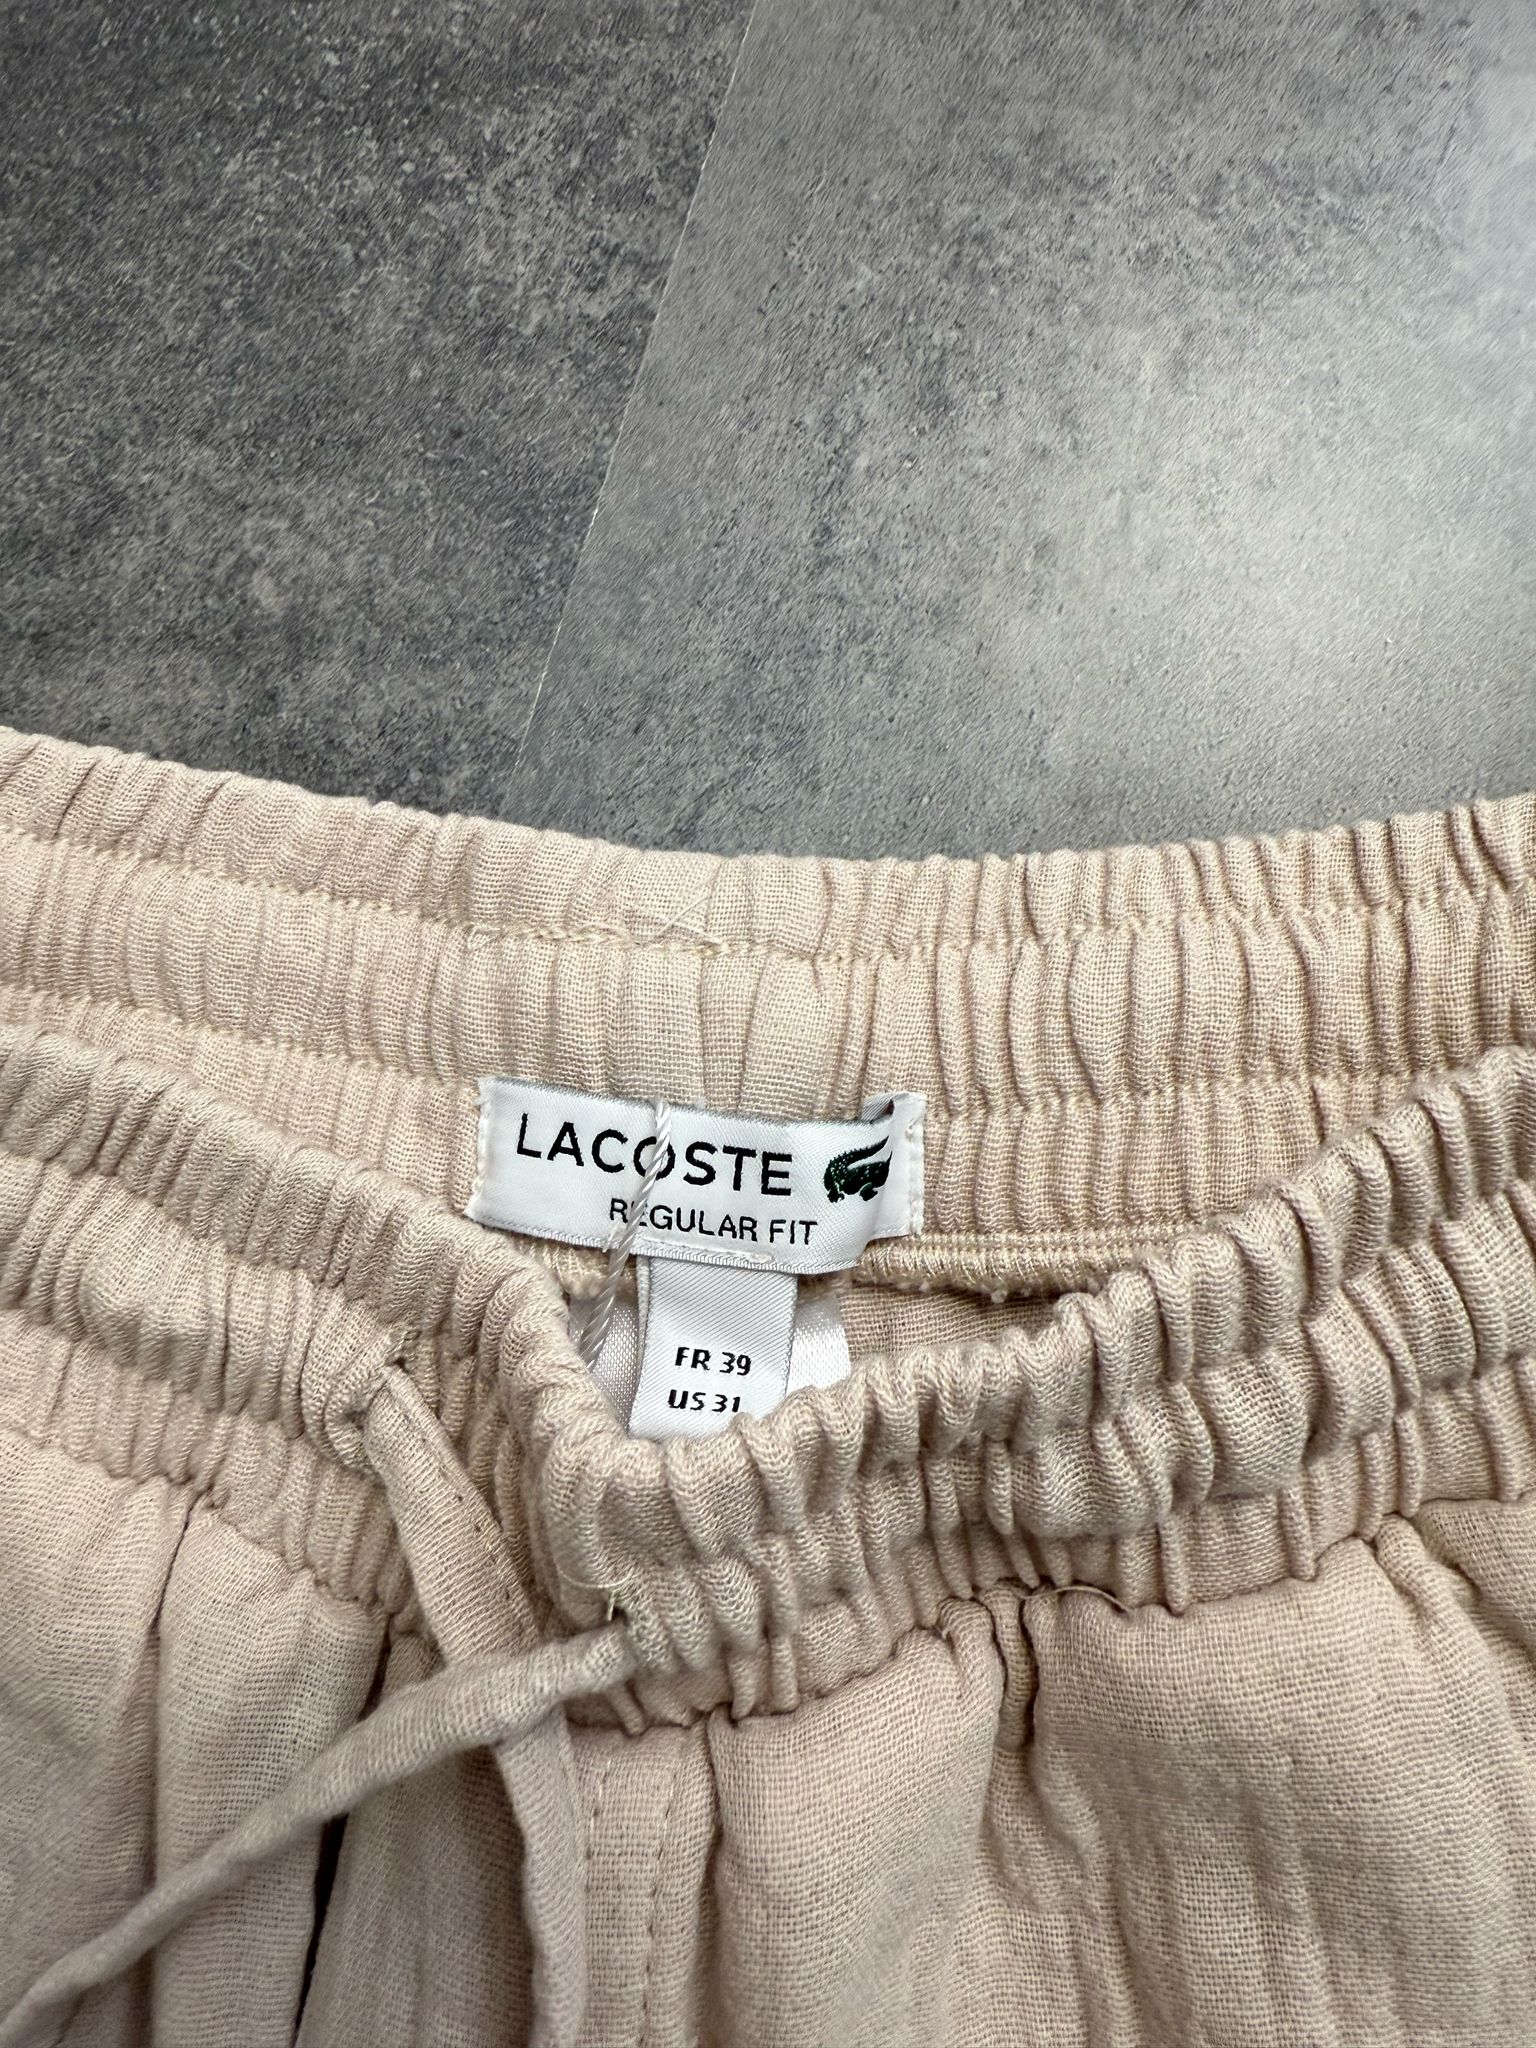 LACOSTE
REGULAR FIT
FR 39
US 31